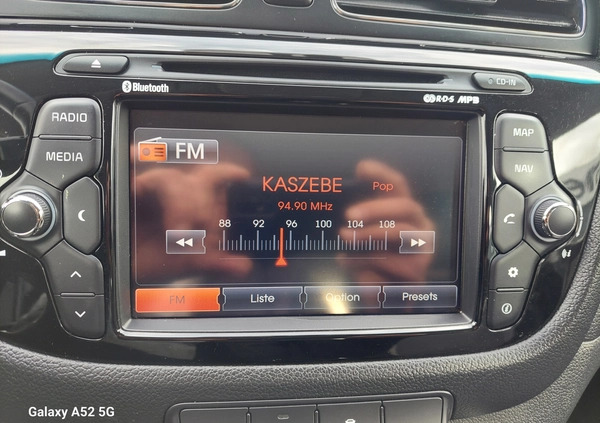 CD-IN
Bluetooth
R·D·S MP3
RADIO
MAP
FM
MEDIA
NAV
KASZEBE
Pop
94.90 MHz
88 92 96 100 104 108
FM
Liste
Option
Presets
Galaxy A52 5G